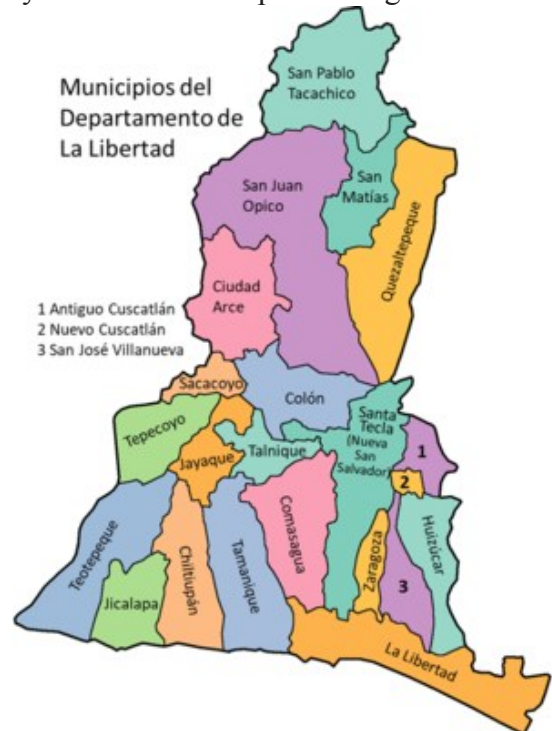 Municipios del
Departamento de
La Libertad
San Pablo
Tacachico
San Juan
Opico
San
Matías
Quezaltepeque
Ciudad
Arce
1 Antiguo Cuscatlán
2 Nuevo Cuscatlán
3 San José Villanueva
Sacacoyo
Colón
Santa
Tecla
(Nueva
San
Salvador)
1
Tepecoyo
Jayaque
Talnique
2
Teotepeque
Chiltiupán
Tamanique
Comasagua
Zaragoza
3
Huizúcar
Jicalapa
La Libertad